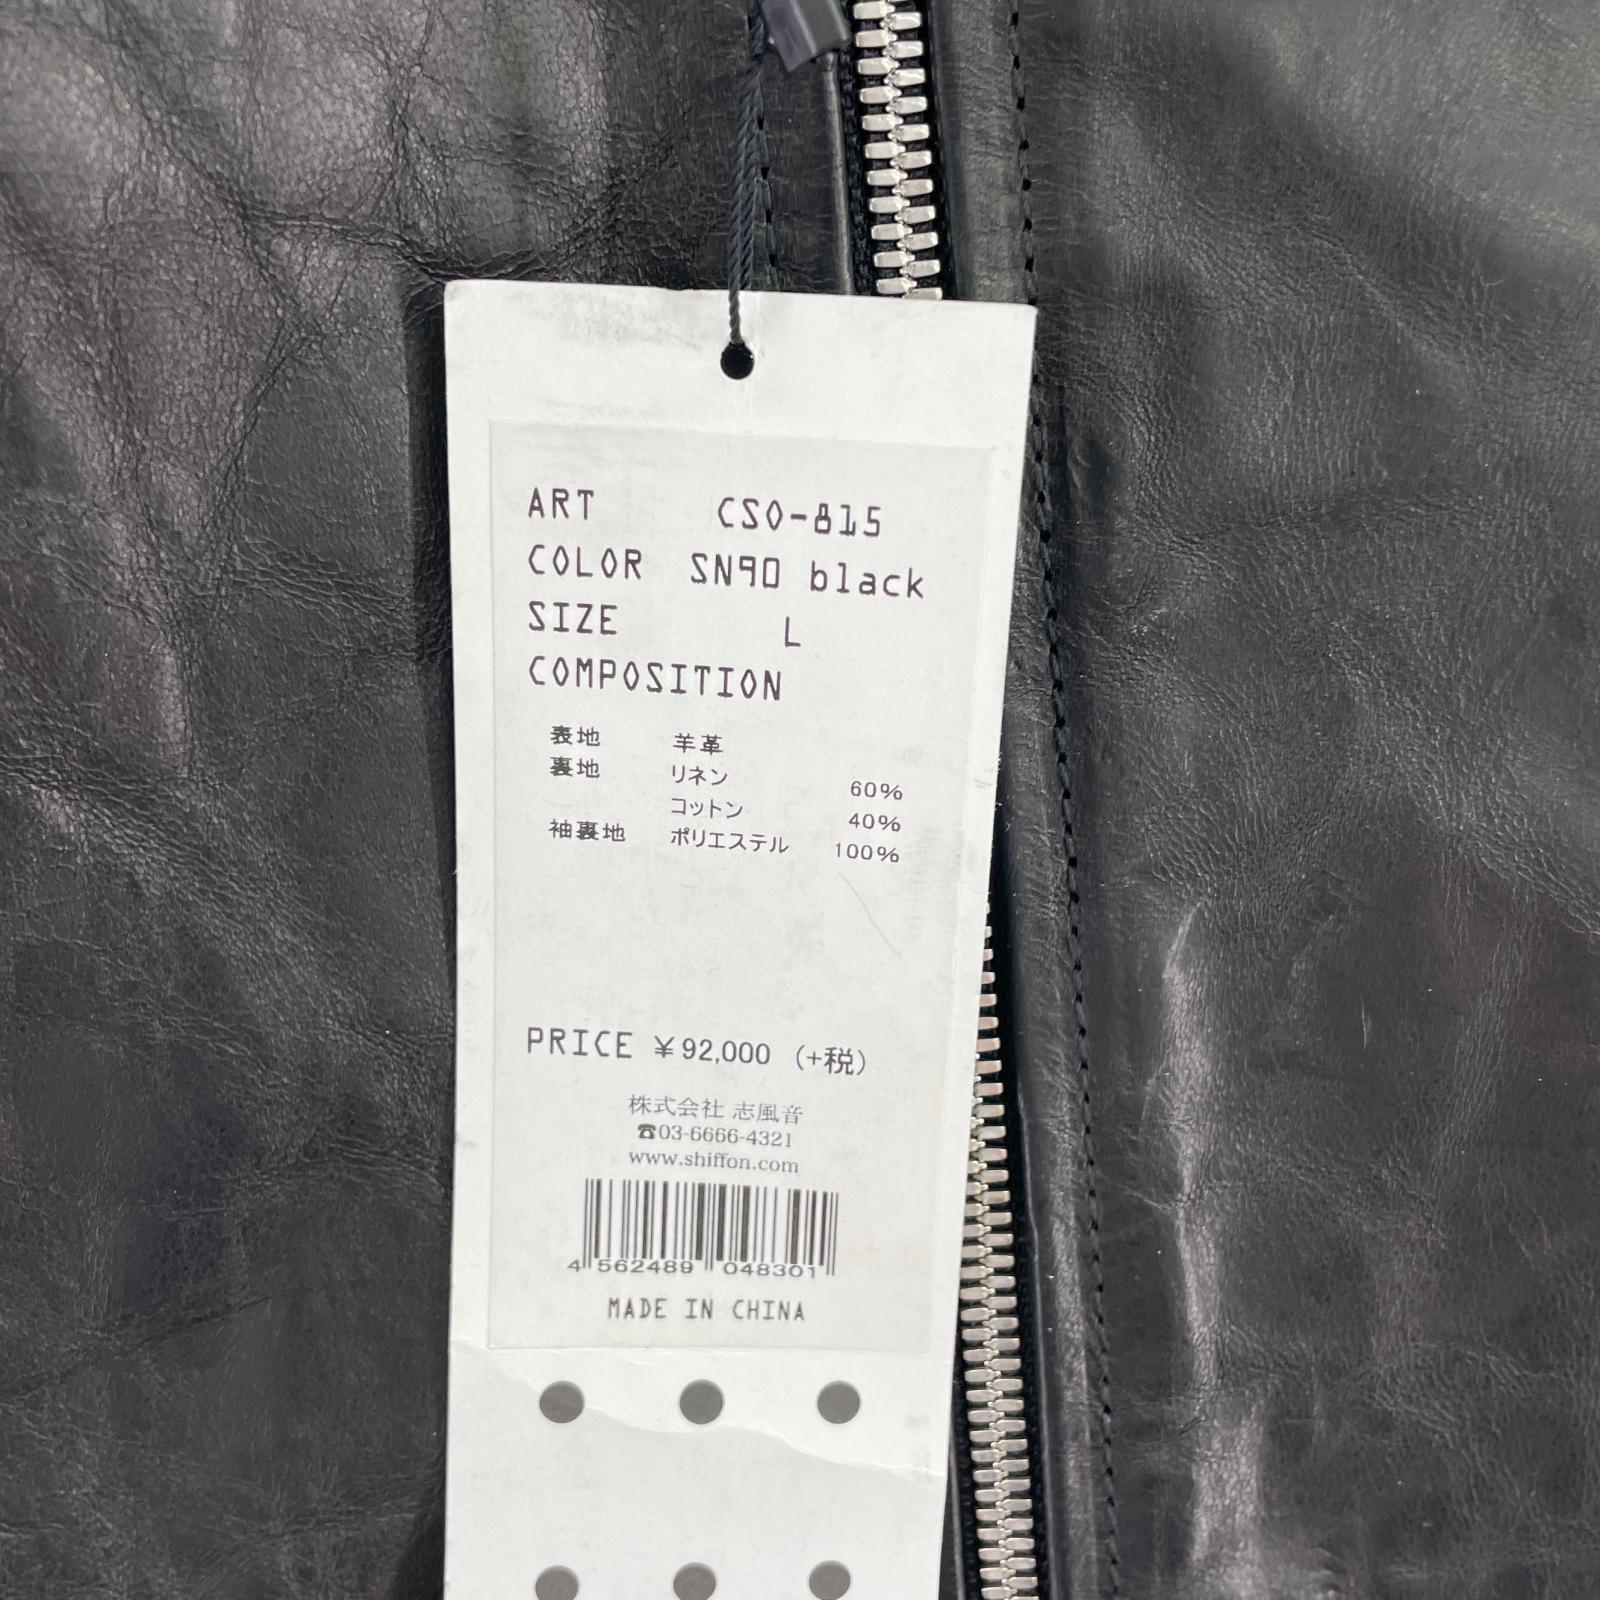 ART CSO-815
COLOR SN90 black
SIZE L
COMPOSITION
表地 羊革
裏地 リネン 60%
コットン 40%
袖裏地 ポリエステル 100%
PRICE ¥92,000 (+税)
株式会社 志風音
☎03-6666-4321
www.shiffon.com
4 562489 048301
MADE IN CHINA